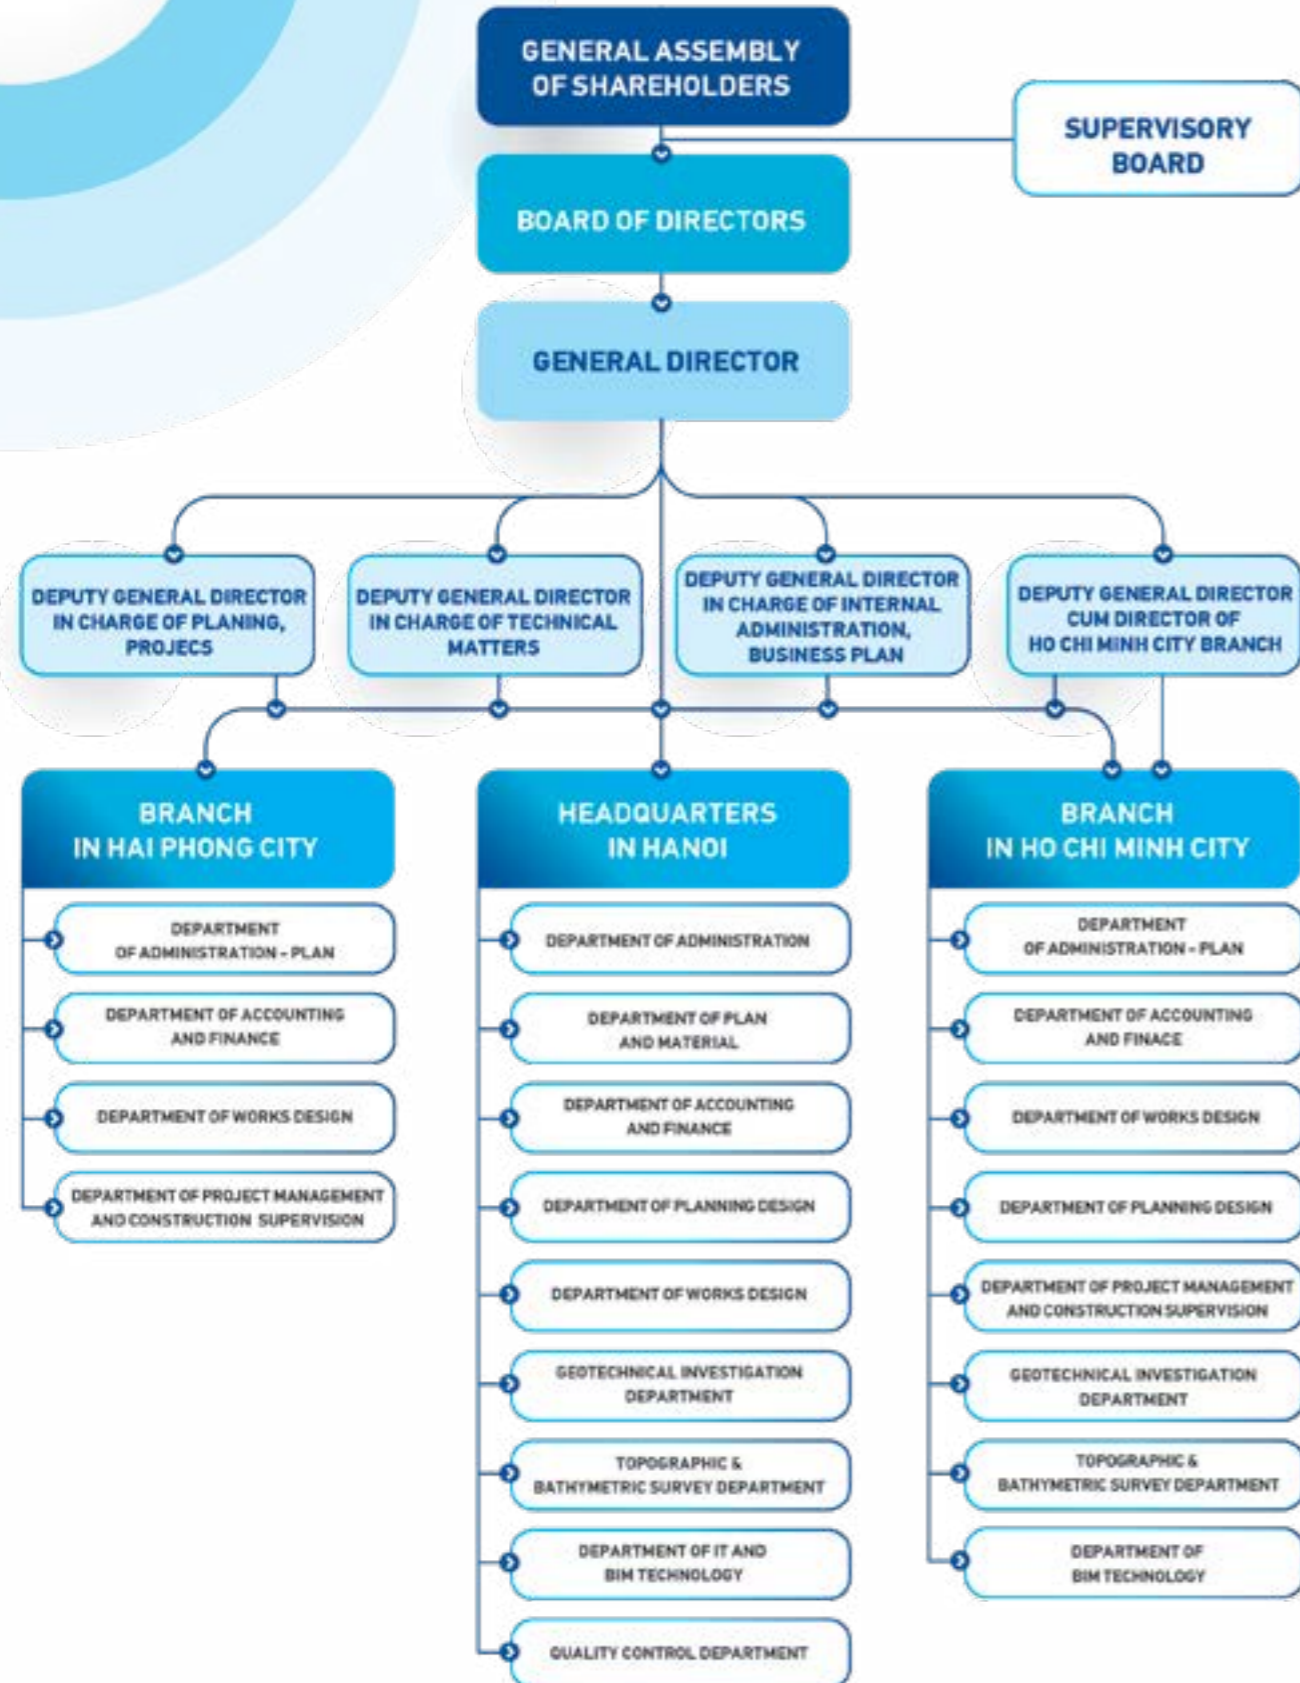 GENERAL ASSEMBLY
OF SHAREHOLDERS
SUPERVISORY
BOARD
BOARD OF DIRECTORS
GENERAL DIRECTOR
DEPUTY GENERAL DIRECTOR
IN CHARGE OF PLANING,
PROJECS
DEPUTY GENERAL DIRECTOR
IN CHARGE OF TECHNICAL
MATTERS
DEPUTY GENERAL DIRECTOR
IN CHARGE OF INTERNAL
ADMINISTRATION,
BUSINESS PLAN
DEPUTY GENERAL DIRECTOR
CUM DIRECTOR OF
HO CHI MINH CITY BRANCH
BRANCH
IN HAI PHONG CITY
DEPARTMENT
OF ADMINISTRATION - PLAN
DEPARTMENT OF ACCOUNTING
AND FINANCE
DEPARTMENT OF WORKS DESIGN
DEPARTMENT OF PROJECT MANAGEMENT
AND CONSTRUCTION SUPERVISION
HEADQUARTERS
IN HANOI
DEPARTMENT OF ADMINISTRATION
DEPARTMENT OF PLAN
AND MATERIAL
DEPARTMENT OF ACCOUNTING
AND FINANCE
DEPARTMENT OF PLANNING DESIGN
DEPARTMENT OF WORKS DESIGN
GEOTECHNICAL INVESTIGATION
DEPARTMENT
TOPOGRAPHIC &
BATHYMETRIC SURVEY DEPARTMENT
DEPARTMENT OF IT AND
BIM TECHNOLOGY
QUALITY CONTROL DEPARTMENT
BRANCH
IN HO CHI MINH CITY
DEPARTMENT
OF ADMINISTRATION - PLAN
DEPARTMENT OF ACCOUNTING
AND FINACE
DEPARTMENT OF WORKS DESIGN
DEPARTMENT OF PLANNING DESIGN
DEPARTMENT OF PROJECT MANAGEMENT
AND CONSTRUCTION SUPERVISION
GEOTECHNICAL INVESTIGATION
DEPARTMENT
TOPOGRAPHIC &
BATHYMETRIC SURVEY DEPARTMENT
DEPARTMENT OF
BIM TECHNOLOGY